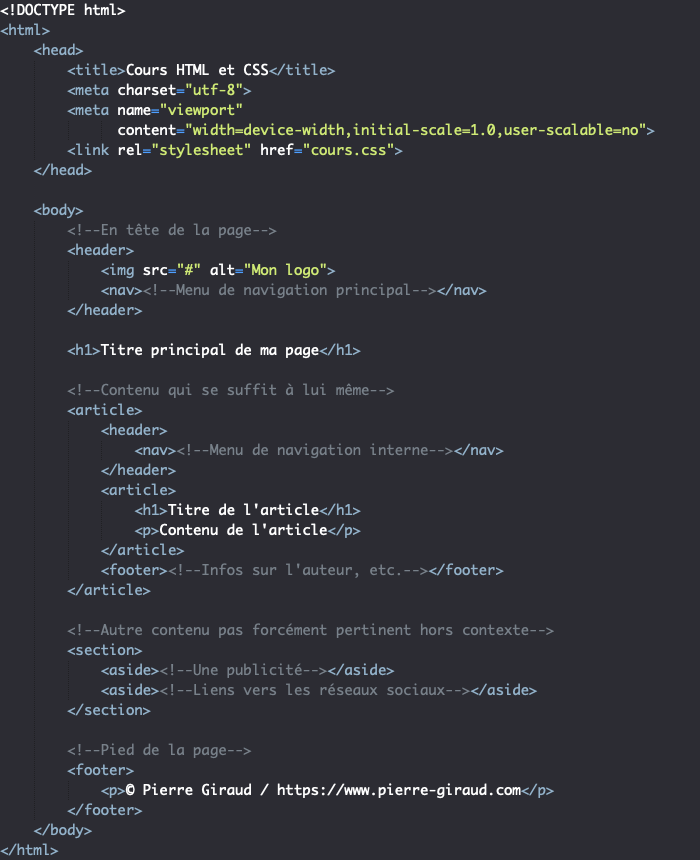 <!DOCTYPE html>
<html>
    <head>
        <title>Cours HTML et CSS</title>
        <meta charset="utf-8">
        <meta name="viewport"
              content="width=device-width,initial-scale=1.0,user-scalable=no">
        <link rel="stylesheet" href="cours.css">
    </head>

    <body>
        <!--En tête de la page-->
        <header>
            <img src="#" alt="Mon logo">
            <nav><!--Menu de navigation principal--></nav>
        </header>

        <h1>Titre principal de ma page</h1>

        <!--Contenu qui se suffit à lui même-->
        <article>
            <header>
                <nav><!--Menu de navigation interne--></nav>
            </header>
            <article>
                <h1>Titre de l'article</h1>
                <p>Contenu de l'article</p>
            </article>
            <footer><!--Infos sur l'auteur, etc.--></footer>
        </article>

        <!--Autre contenu pas forcément pertinent hors contexte-->
        <section>
            <aside><!--Une publicité--></aside>
            <aside><!--Liens vers les réseaux sociaux--></aside>
        </section>

        <!--Pied de la page-->
        <footer>
            <p>© Pierre Giraud / https://www.pierre-giraud.com</p>
        </footer>
    </body>
</html>